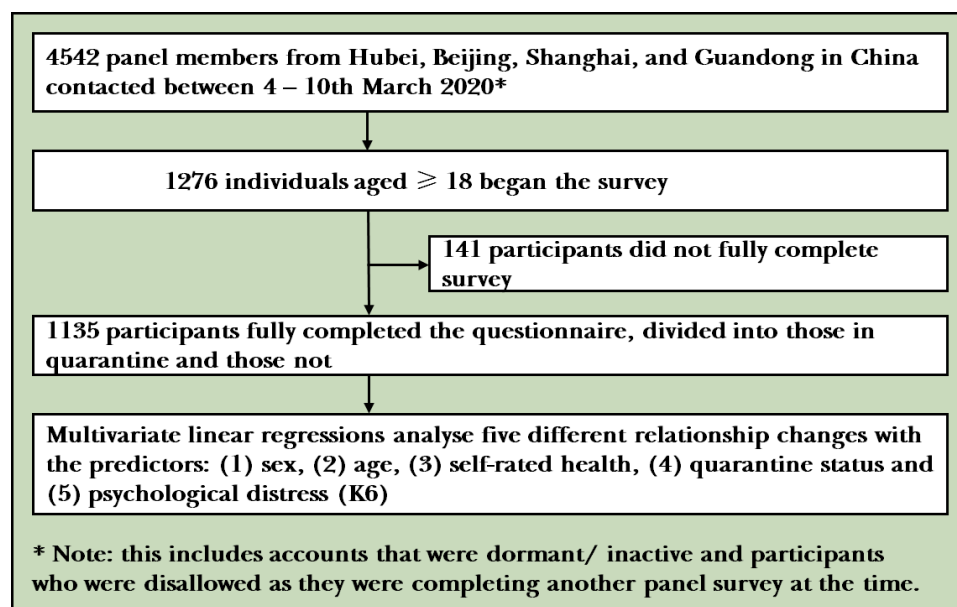 4542 panel members from Hubei, Beijing, Shanghai, and Guandong in China
contacted between 4 – 10th March 2020*
1276 individuals aged ⩾ 18 began the survey
141 participants did not fully complete
survey
1135 participants fully completed the questionnaire, divided into those in
quarantine and those not
Multivariate linear regressions analyse five different relationship changes with
the predictors: (1) sex, (2) age, (3) self-rated health, (4) quarantine status and
(5) psychological distress (K6)
* Note: this includes accounts that were dormant/ inactive and participants
who were disallowed as they were completing another panel survey at the time.